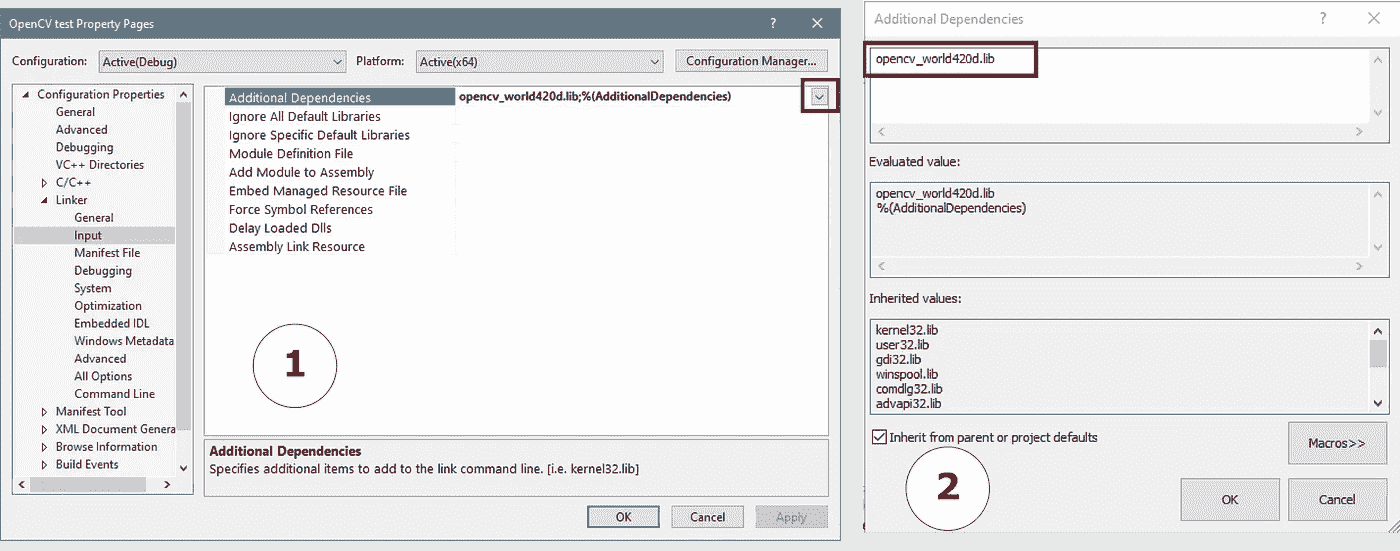 OpenCV test Property Pages
Configuration: Active(Debug) Platform: Active(x64) Configuration Manager...
Configuration Properties
General
Advanced
Debugging
VC++ Directories
C/C++
Linker
General
Input
Manifest File
Debugging
System
Optimization
Embedded IDL
Windows Metadata
Advanced
All Options
Command Line
Manifest Tool
XML Document Genera
Browse Information
Build Events
Additional Dependencies opencv_world420d.lib;%(AdditionalDependencies)
Ignore All Default Libraries
Ignore Specific Default Libraries
Module Definition File
Add Module to Assembly
Embed Managed Resource File
Force Symbol References
Delay Loaded Dlls
Assembly Link Resource
1
Additional Dependencies
Specifies additional items to add to the link command line. [i.e. kernel32.lib]
OK Cancel Apply
Additional Dependencies
opencv_world420d.lib
Evaluated value:
opencv_world420d.lib
%(AdditionalDependencies)
Inherited values:
kernel32.lib
user32.lib
gdi32.lib
winspool.lib
comdlg32.lib
advapi32.lib
Inherit from parent or project defaults
Macros>>
2
OK Cancel